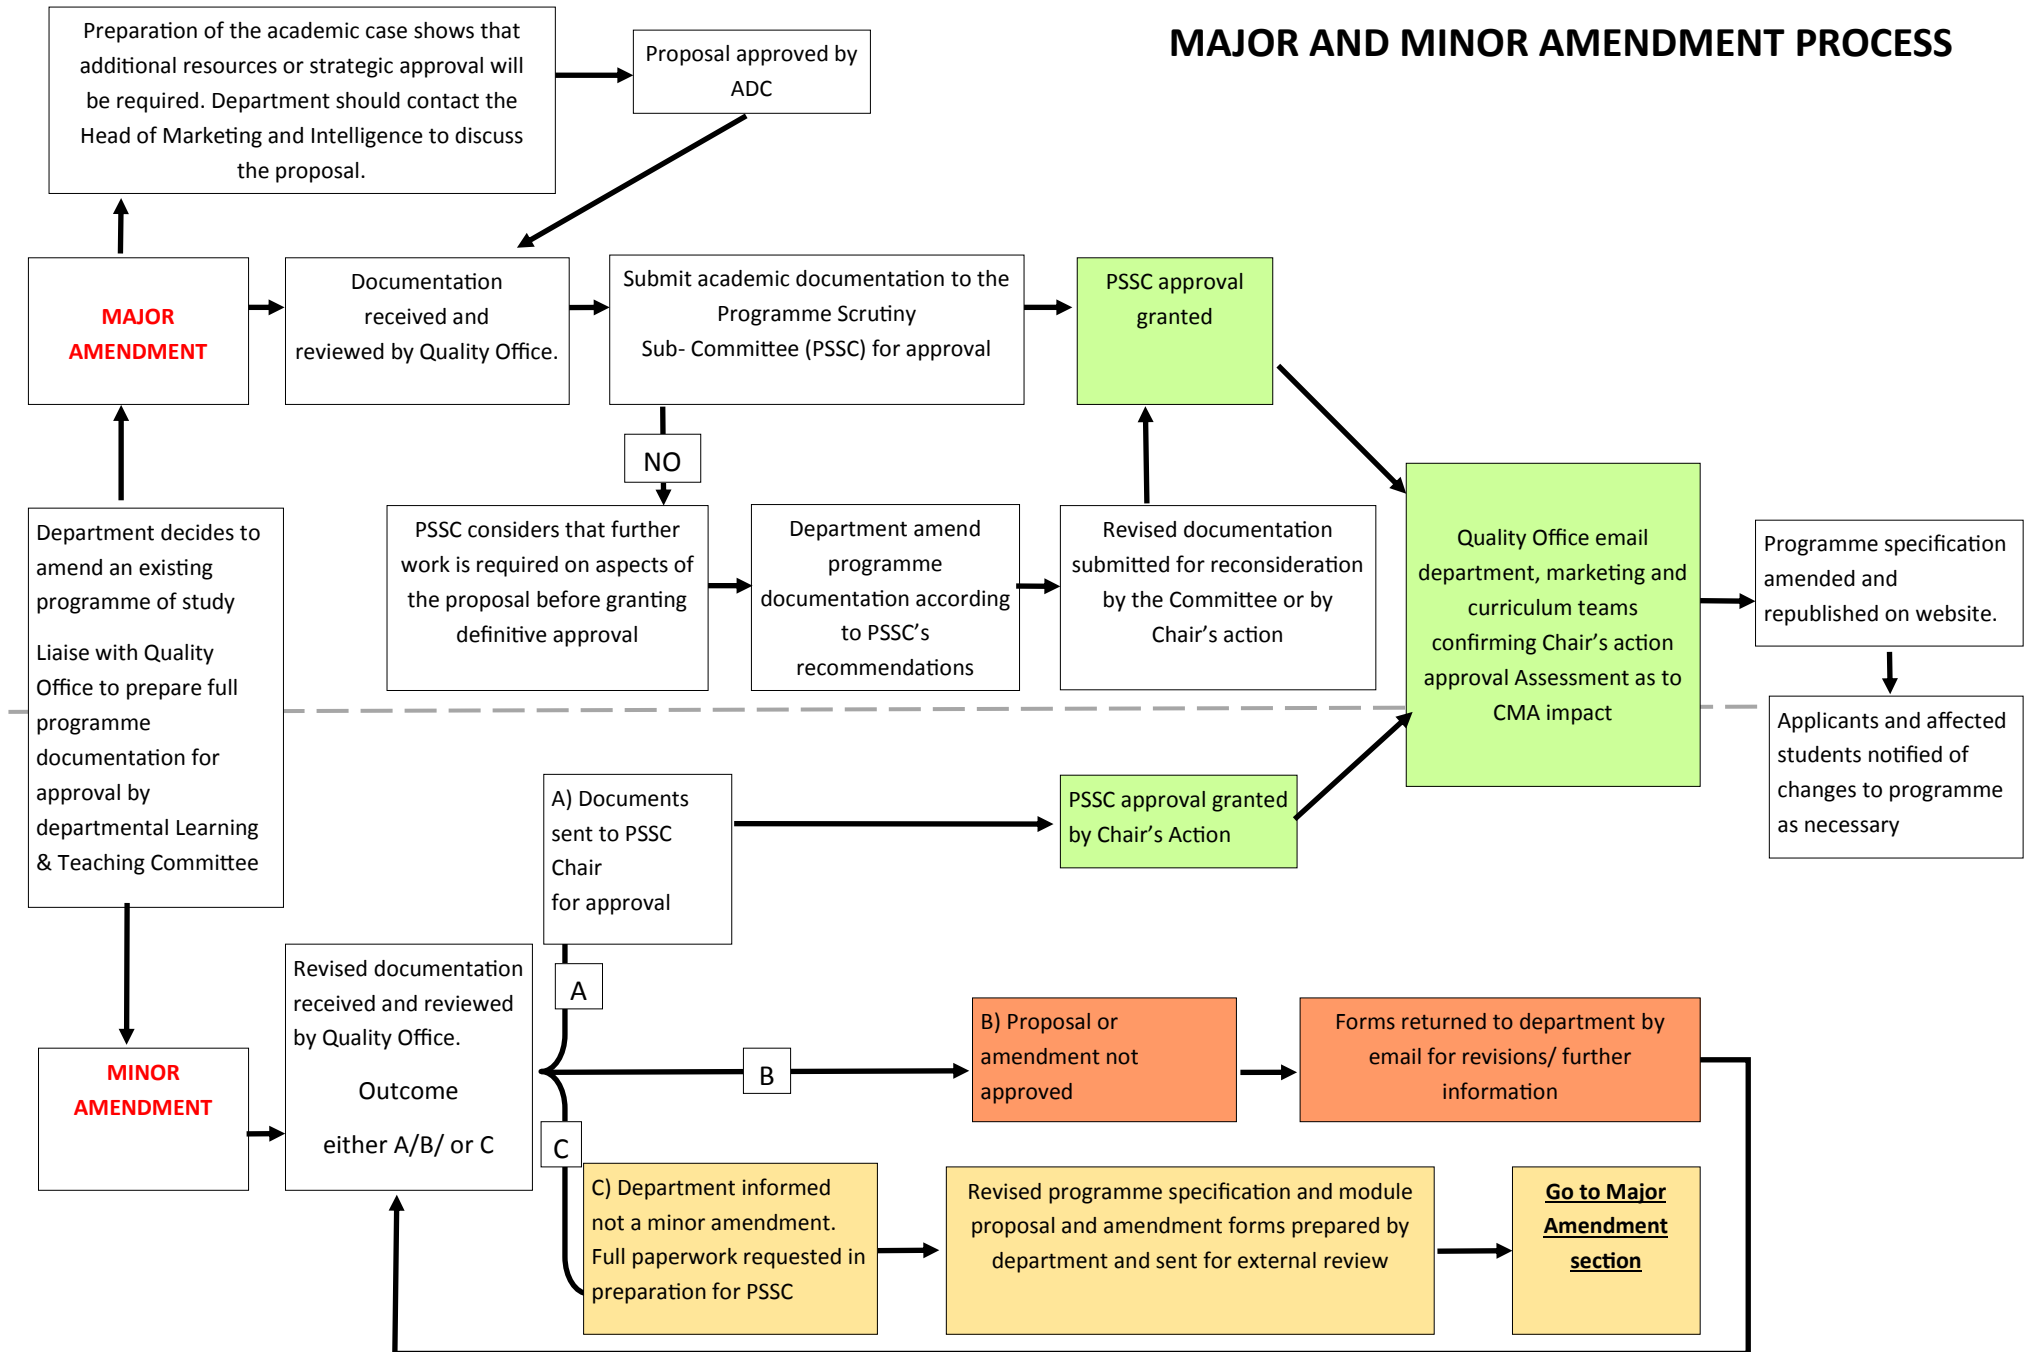 MAJOR AND MINOR AMENDMENT PROCESS
Preparation of the academic case shows that
additional resources or strategic approval will
be required. Department should contact the
Head of Marketing and Intelligence to discuss
the proposal.
Proposal approved by
ADC
MAJOR
AMENDMENT
Documentation
received and
reviewed by Quality Office.
Submit academic documentation to the
Programme Scrutiny
Sub- Committee (PSSC) for approval
PSSC approval
granted
NO
PSSC considers that further
work is required on aspects of
the proposal before granting
definitive approval
Department amend
programme
documentation according
to PSSC’s
recommendations
Revised documentation
submitted for reconsideration
by the Committee or by
Chair’s action
Quality Office email
department, marketing and
curriculum teams
confirming Chair’s action
approval Assessment as to
CMA impact
Programme specification
amended and
republished on website.
Applicants and affected
students notified of
changes to programme
as necessary
Department decides to
amend an existing
programme of study
Liaise with Quality
Office to prepare full
programme
documentation for
approval by
departmental Learning
& Teaching Committee
A) Documents
sent to PSSC
Chair
for approval
PSSC approval granted
by Chair’s Action
MINOR
AMENDMENT
Revised documentation
received and reviewed
by Quality Office.
Outcome
either A/B/ or C
A
B
C
B) Proposal or
amendment not
approved
Forms returned to department by
email for revisions/ further
information
C) Department informed
not a minor amendment.
Full paperwork requested in
preparation for PSSC
Revised programme specification and module
proposal and amendment forms prepared by
department and sent for external review
Go to Major
Amendment
section